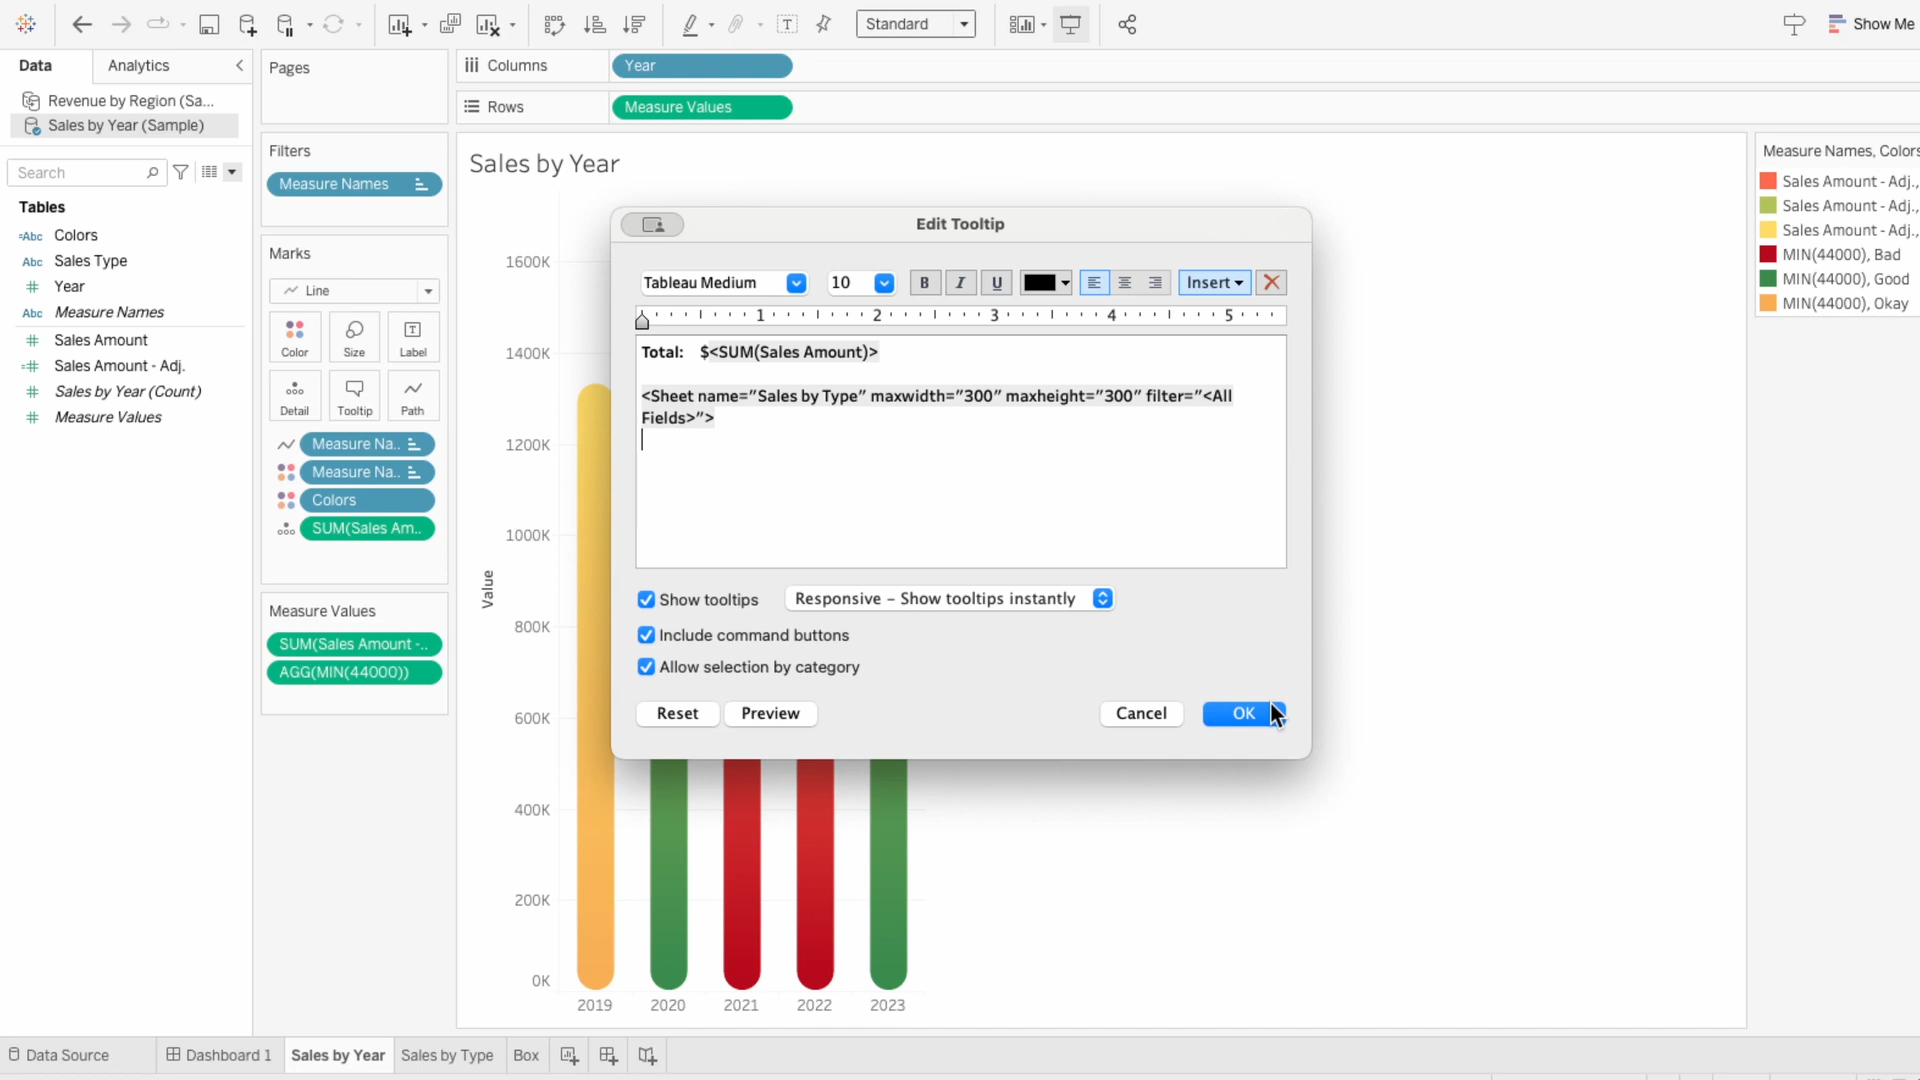 Standard
Show Me
Data
Analytics
Pages
Columns
Year
Revenue by Region (Sa...
Sales by Year (Sample)
Rows
Measure Values
Search
Filters
Measure Names
Tables
Colors
Sales Type
Year
Measure Names
Sales Amount
Sales Amount - Adj.
Sales by Year (Count)
Measure Values
Marks
Line
Color
Size
Label
Detail
Tooltip
Path
Measure Na..
Measure Na..
Colors
SUM(Sales Am..
Measure Values
SUM(Sales Amount -..
AGG(MIN(44000))
Sales by Year
1600K
1400K
1200K
1000K
800K
600K
400K
200K
0K
Value
2019
2020
2021
2022
2023
Edit Tooltip
Tableau Medium
10
B
I
U
Insert
1
2
3
4
5
Total: $<SUM(Sales Amount)>
<Sheet name="Sales by Type" maxwidth="300" maxheight="300" filter="<All
Fields>">
Show tooltips
Responsive – Show tooltips instantly
Include command buttons
Allow selection by category
Reset
Preview
Cancel
OK
Measure Names, Colors
Sales Amount - Adj.,
Sales Amount - Adj.,
Sales Amount - Adj.,
MIN(44000), Bad
MIN(44000), Good
MIN(44000), Okay
Data Source
Dashboard 1
Sales by Year
Sales by Type
Box